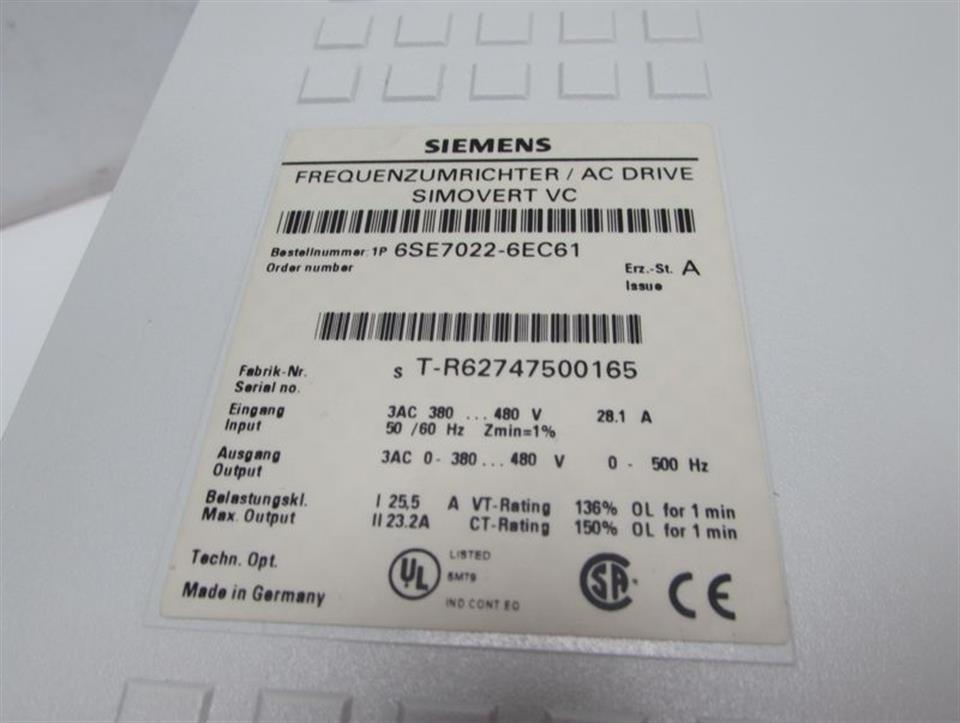 SIEMENS
FREQUENZUMRICHTER / AC DRIVE
SIMOVERT VC
Bestellnummer: 1P 6SE7022-6EC61
Order number
Erz.-St. A
Issue
Fabrik-Nr. S T-R62747500165
Serial no.
Eingang 3AC 380 ... 480 V 28.1 A
Input 50 /60 Hz Zmin=1%
Ausgang 3AC 0- 380 ... 480 V 0 - 500 Hz
Output
Belastungskl. I 25,5 A VT-Rating 136% OL for 1 min
Max. Output II 23.2A CT-Rating 150% OL for 1 min
Techn. Opt.
UL LISTED
5M79
IND CONT EQ
SA CE
Made in Germany